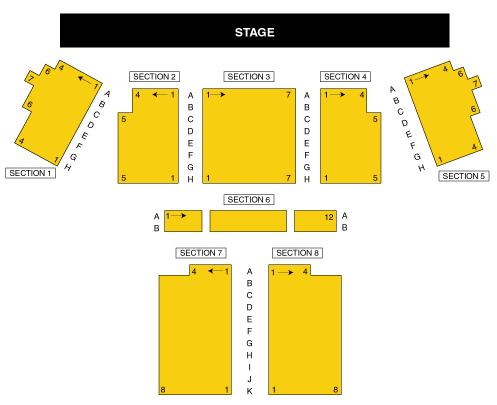 STAGE
SECTION 2
SECTION 3
SECTION 4
7 6 4 1
6
4 1
A
B
C
D
E
F
G
H
SECTION 1
4 1
5
5 1
A
B
C
D
E
F
G
H
1 7
1 7
A
B
C
D
E
F
G
H
1 4
5
1 5
A
B
C
D
E
F
G
H
1 4 6 7
6
1 4
SECTION 5
SECTION 6
A 1 12 A
B B
SECTION 7
SECTION 8
4 1
8 1
A
B
C
D
E
F
G
H
I
J
K
1 4
1 8